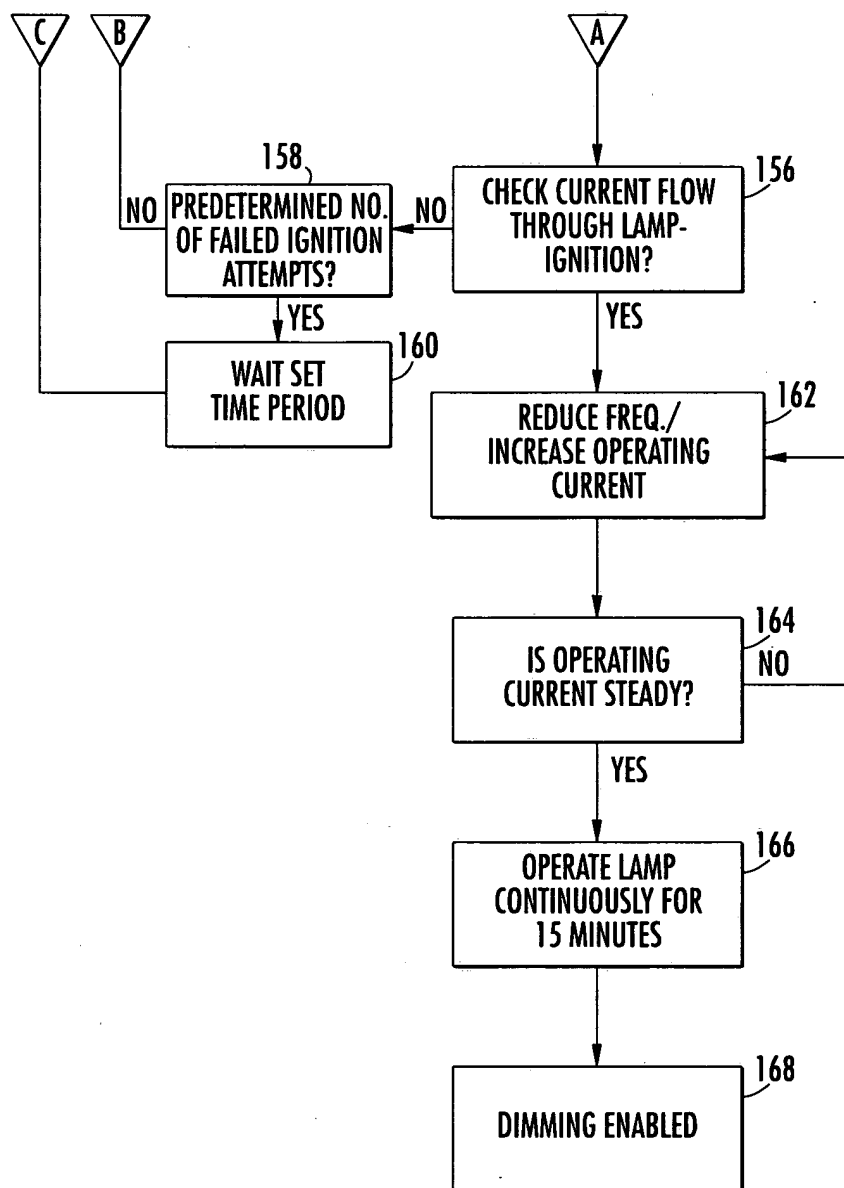 C
B
A
158
156
PREDETERMINED NO.
OF FAILED IGNITION
ATTEMPTS?
NO
NO
CHECK CURRENT FLOW
THROUGH LAMP-
IGNITION?
YES
YES
160
WAIT SET
TIME PERIOD
162
REDUCE FREQ./
INCREASE OPERATING
CURRENT
164
IS OPERATING
CURRENT STEADY?
NO
YES
166
OPERATE LAMP
CONTINUOUSLY FOR
15 MINUTES
168
DIMMING ENABLED